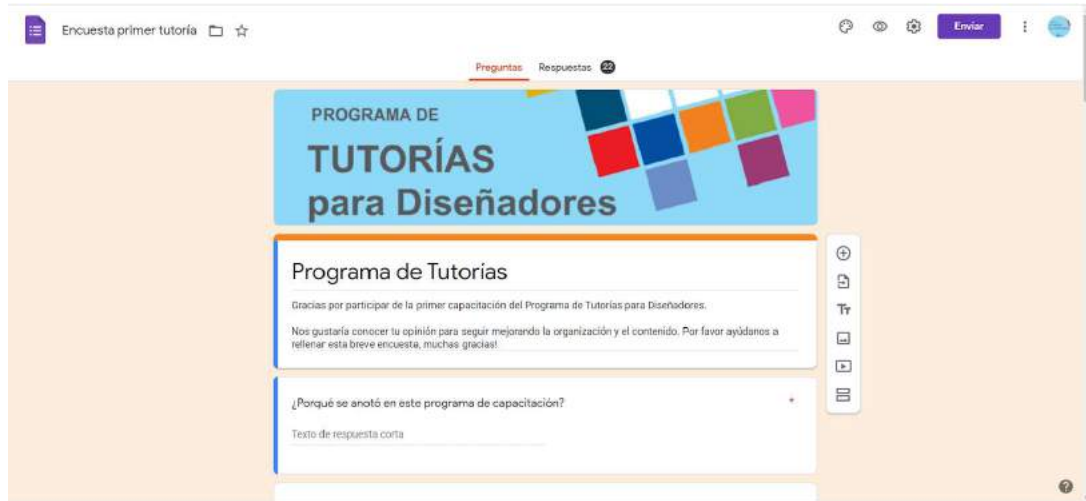 Encuesta primer tutoría
Enviar
Preguntas Respuestas 22
PROGRAMA DE
TUTORÍAS
para Diseñadores
Programa de Tutorias
Gracias por participar de la primer capacitación del Programa de Tutorías para Diseñadores.
Nos gustaría conocer tu opinión para seguir mejorando la organización y el contenido. Por favor ayúdanos a
rellenar esta breve encuesta, muchas gracias!
¿Porqué se anotó en este programa de capacitación? *
Texto de respuesta corta